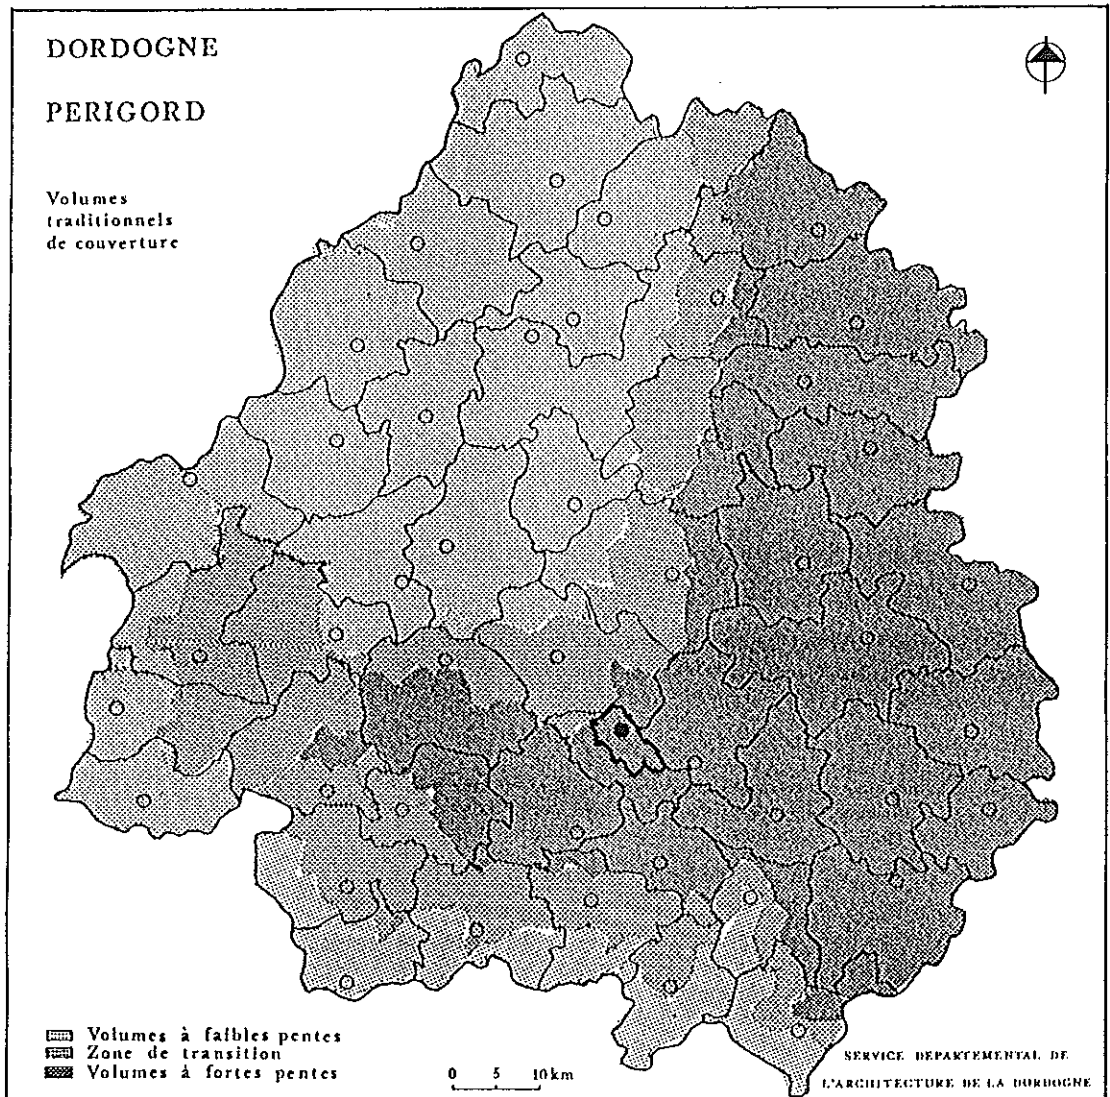 DORDOGNE
PERIGORD
Volumes
traditionnels
de couverture
Volumes à faibles pentes
Zone de transition
Volumes à fortes pentes
0 5 10km
SERVICE DEPARTEMENTAL DE
L'ARCHITECTURE DE LA DORDOGNE